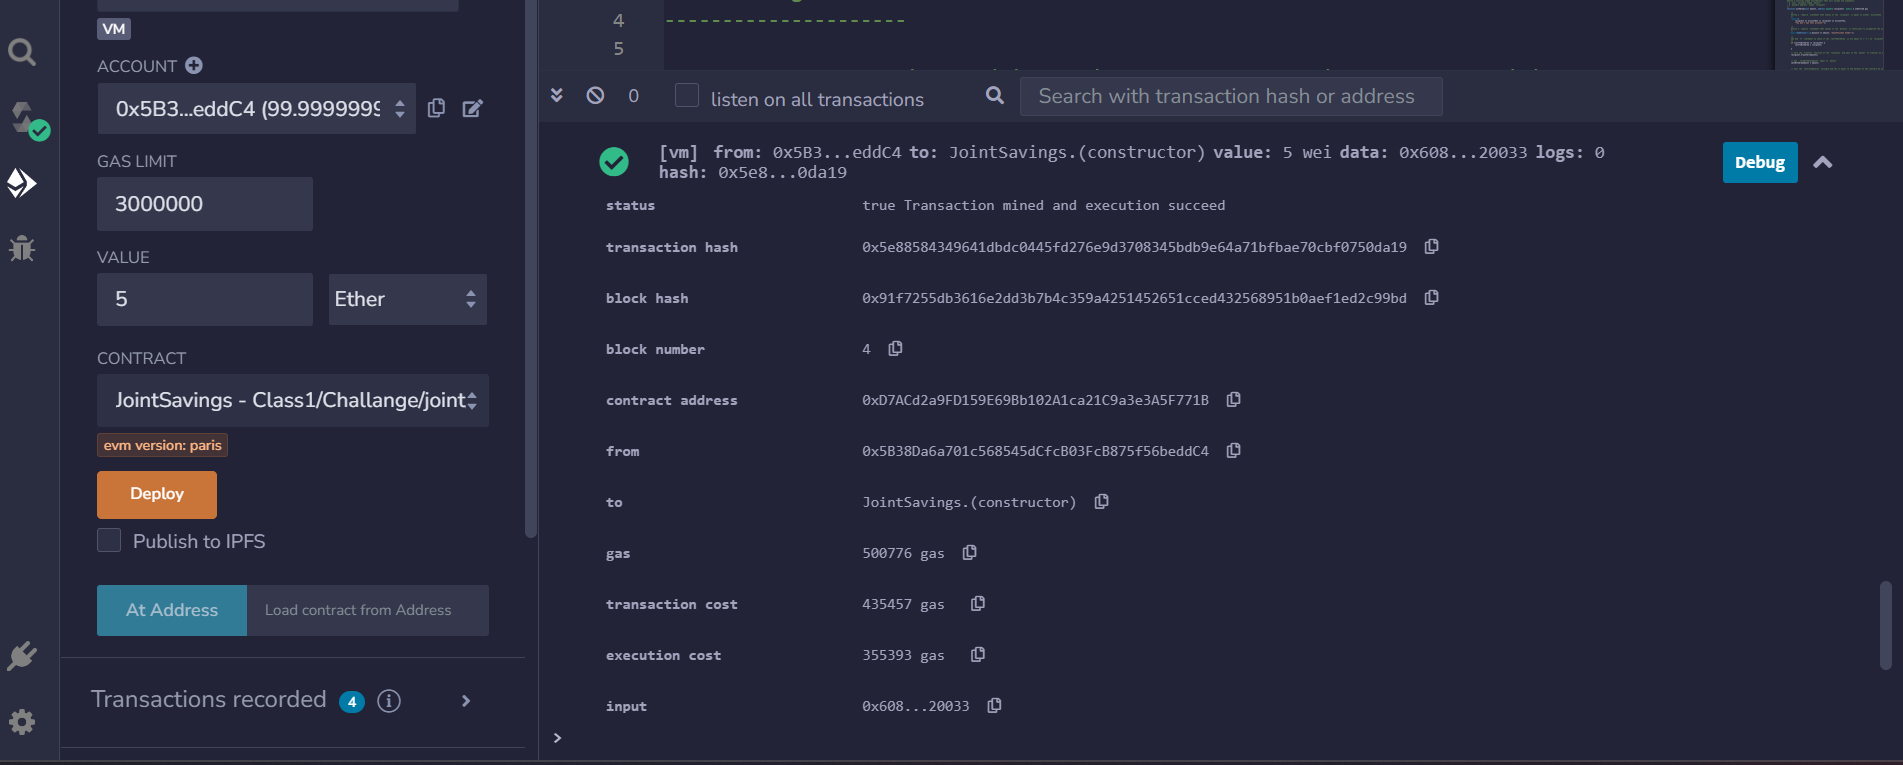 VM
ACCOUNT
0x5B3...eddC4 (99.9999999
GAS LIMIT
3000000
VALUE
5
Ether
CONTRACT
JointSavings - Class1/Challange/joint
evm version: paris
Deploy
Publish to IPFS
At Address
Load contract from Address
Transactions recorded 4 i
4 ---------------------
5
0
listen on all transactions
Search with transaction hash or address
[vm] from: 0x5B3...eddC4 to: JointSavings.(constructor) value: 5 wei data: 0x608...20033 logs: 0
hash: 0x5e8...0da19
Debug
status true Transaction mined and execution succeed
transaction hash 0x5e88584349641dbdc0445fd276e9d3708345bdb9e64a71bfbae70cbf0750da19
block hash 0x91f7255db3616e2dd3b7b4c359a4251452651cced432568951b0aef1ed2c99bd
block number 4
contract address 0xD7ACd2a9FD159E69Bb102A1ca21C9a3e3A5F771B
from 0x5B38Da6a701c568545dCfcB03FcB875f56beddC4
to JointSavings.(constructor)
gas 500776 gas
transaction cost 435457 gas
execution cost 355393 gas
input 0x608...20033
>